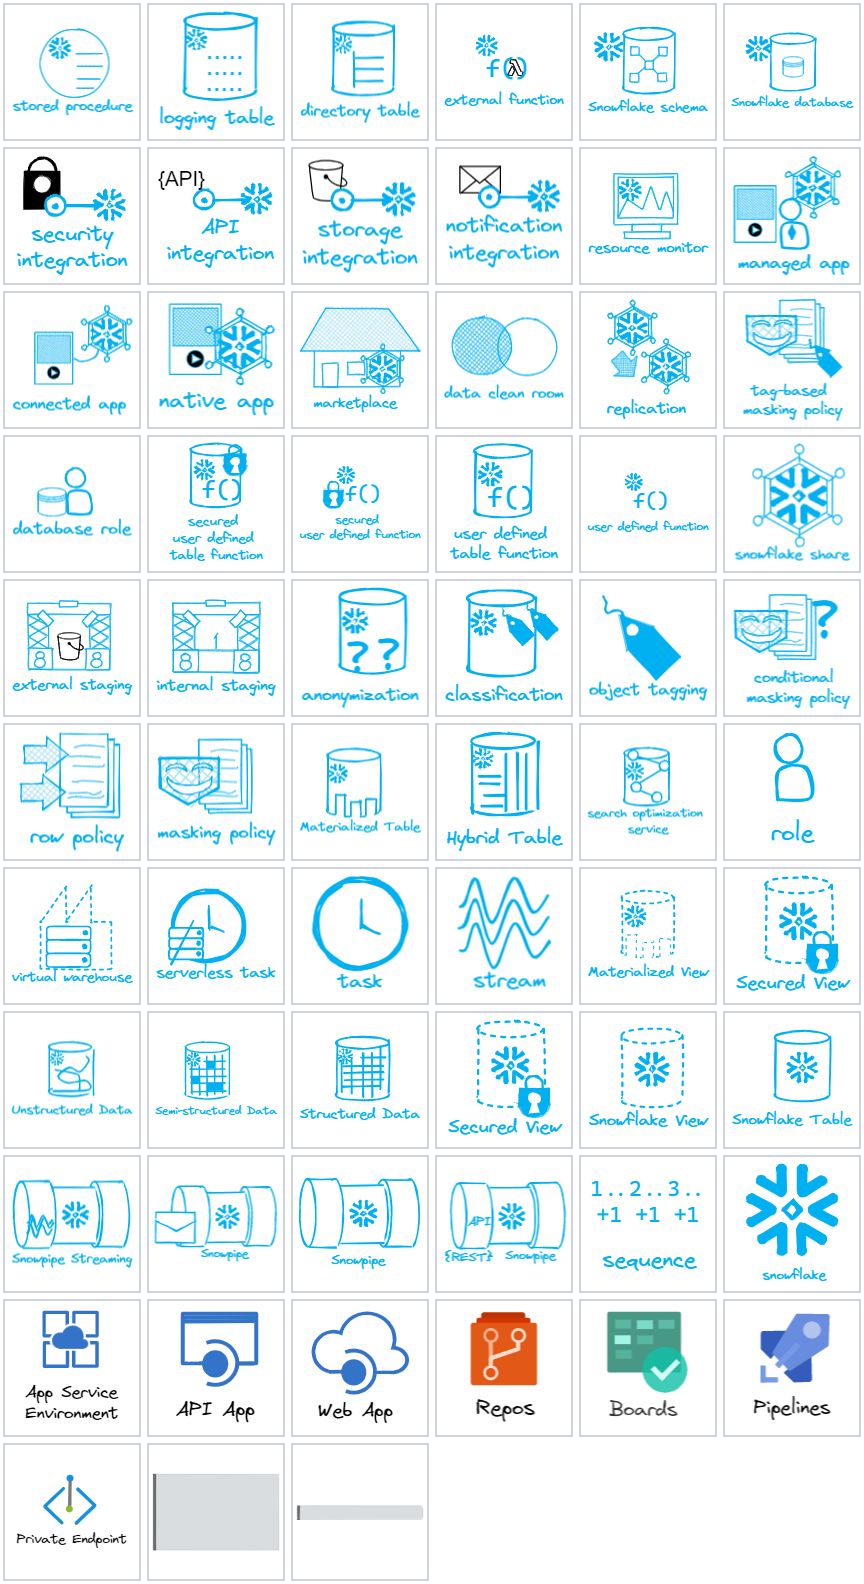 stored procedure
logging table
directory table
f()
λ
external function
Snowflake schema
Snowflake database
security
integration
{API}
API
integration
storage
integration
notification
integration
resource monitor
managed app
connected app
native app
marketplace
data clean room
replication
tag-based
masking policy
database role
f()
secured
user defined
table function
f()
secured
user defined function
f()
user defined
table function
f()
user defined function
snowflake share
external staging
internal staging
? ?
anonymization
classification
object tagging
?
conditional
masking policy
row policy
masking policy
Materialized Table
Hybrid Table
search optimization
service
role
virtual warehouse
serverless task
task
stream
Materialized View
Secured View
Unstructured Data
Semi-structured Data
Structured Data
Secured View
Snowflake View
Snowflake Table
Snowpipe Streaming
Snowpipe
Snowpipe
API
{REST} Snowpipe
1..2..3..
+1 +1 +1
sequence
snowflake
App Service
Environment
API App
Web App
Repos
Boards
Pipelines
Private Endpoint